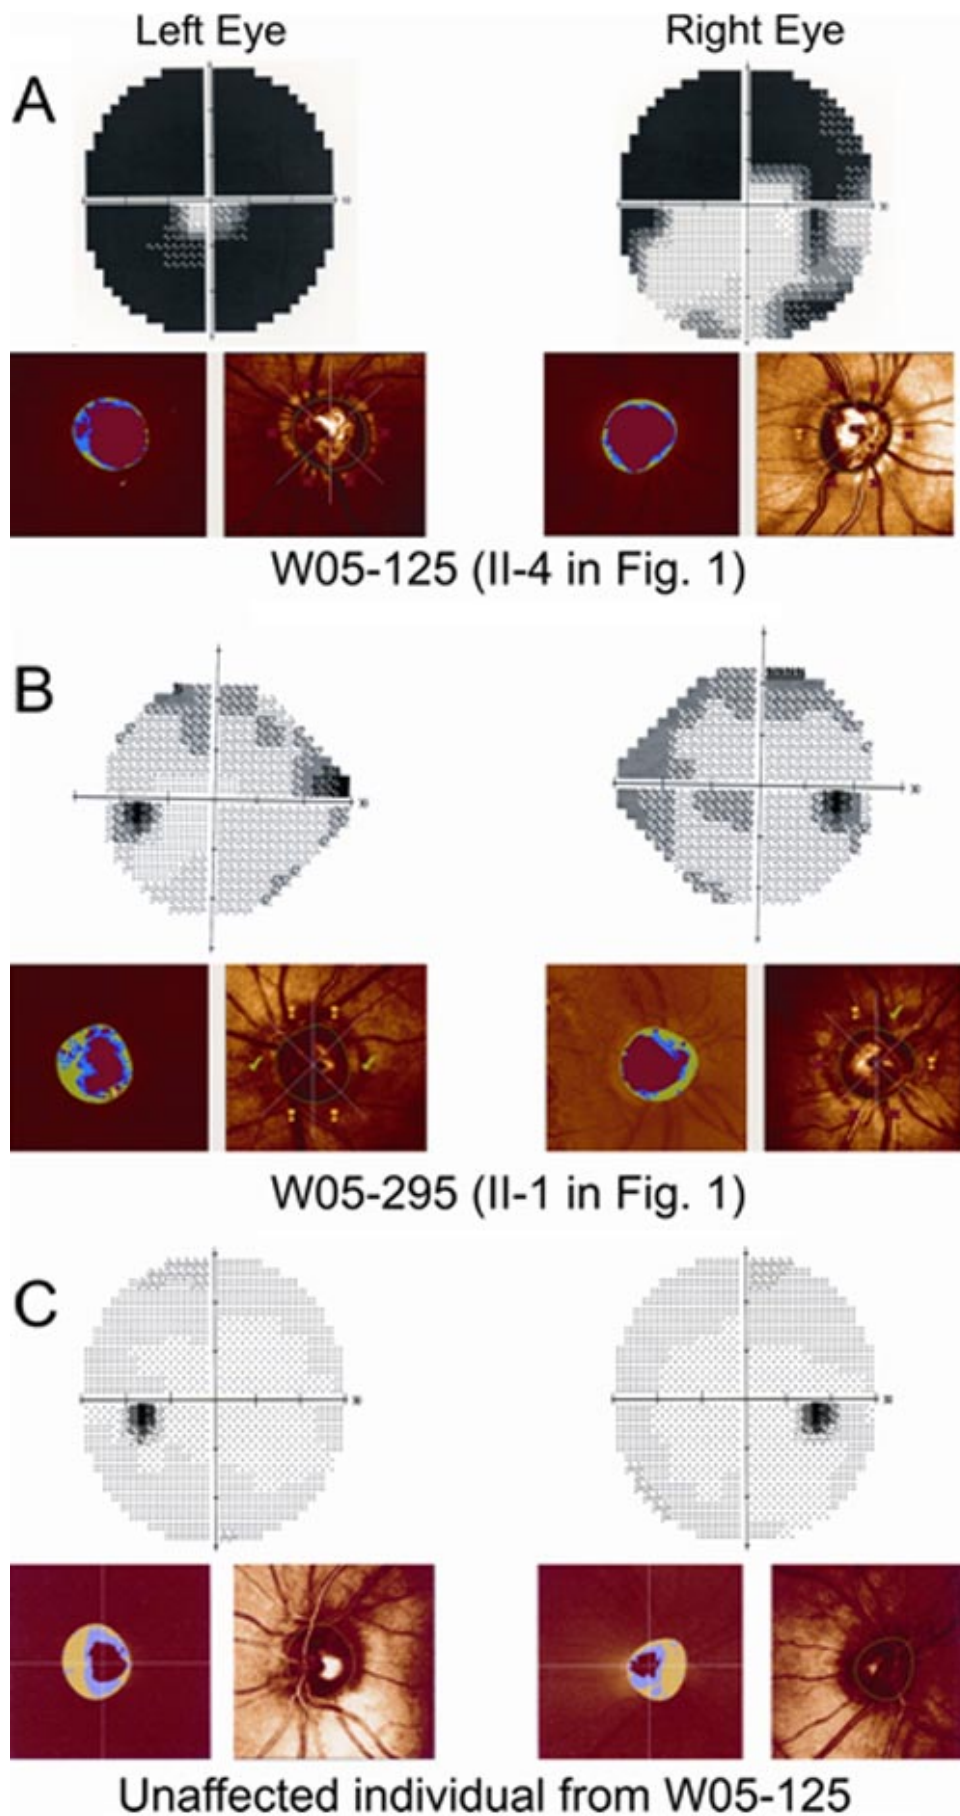 Left Eye
Right Eye
A
W05-125 (II-4 in Fig. 1)
B
W05-295 (II-1 in Fig. 1)
C
Unaffected individual from W05-125